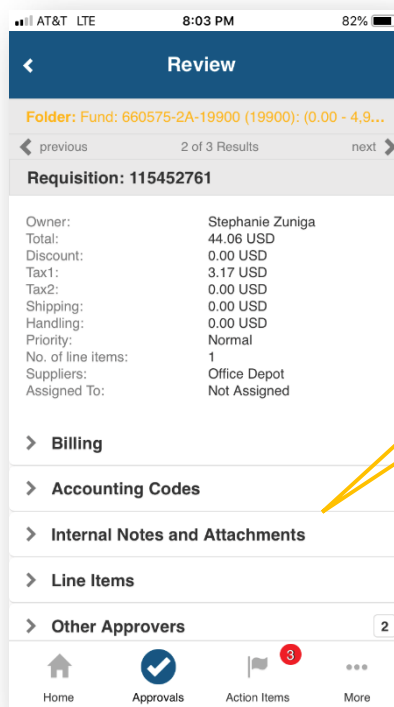 AT&T LTE 8:03 PM 82%
Review
Folder: Fund: 660575-2A-19900 (19900): (0.00 - 4,9...
previous 2 of 3 Results next
Requisition: 115452761
Owner: Stephanie Zuniga
Total: 44.06 USD
Discount: 0.00 USD
Tax1: 3.17 USD
Tax2: 0.00 USD
Shipping: 0.00 USD
Handling: 0.00 USD
Priority: Normal
No. of line items: 1
Suppliers: Office Depot
Assigned To: Not Assigned
Billing
Accounting Codes
Internal Notes and Attachments
Line Items
Other Approvers 2
3
Home Approvals Action Items More